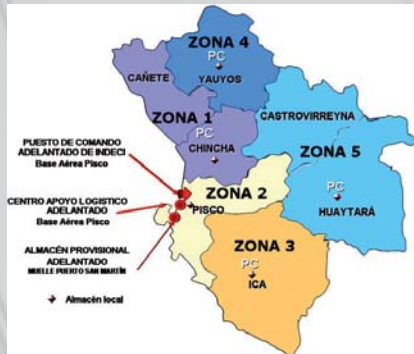 ZONA 4
PC
YAUYOS
CAÑETE
ZONA 1
PC
CHINCHA
CASTROVIRREYNA
ZONA 5
PC
HUAYTARÁ
PUESTO DE COMANDO
ADELANTADO DE INDECI
Base Aérea Pisco
ZONA 2
PISCO
CENTRO APOYO LOGISTICO
ADELANTADO
Base Aérea Pisco
ALMACÉN PROVISIONAL
ADELANTADO
MUELLE PUERTO SAN MARTÍN
ZONA 3
PC
ICA
Almacén local